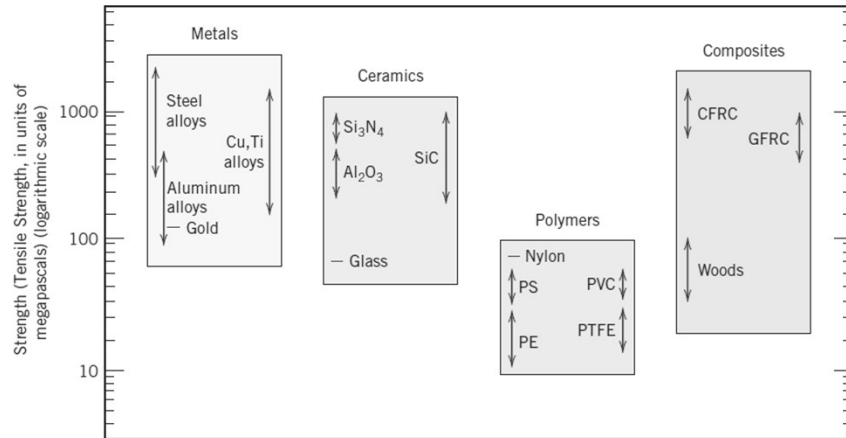 Strength (Tensile Strength, in units of
megapascals) (logarithmic scale)
1000
100
10
Metals
Steel
alloys
Cu,Ti
alloys
Aluminum
alloys
Gold
Ceramics
Si₃N₄
Al₂O₃
SiC
Glass
Polymers
Nylon
PS
PVC
PE
PTFE
Composites
CFRC
GFRC
Woods